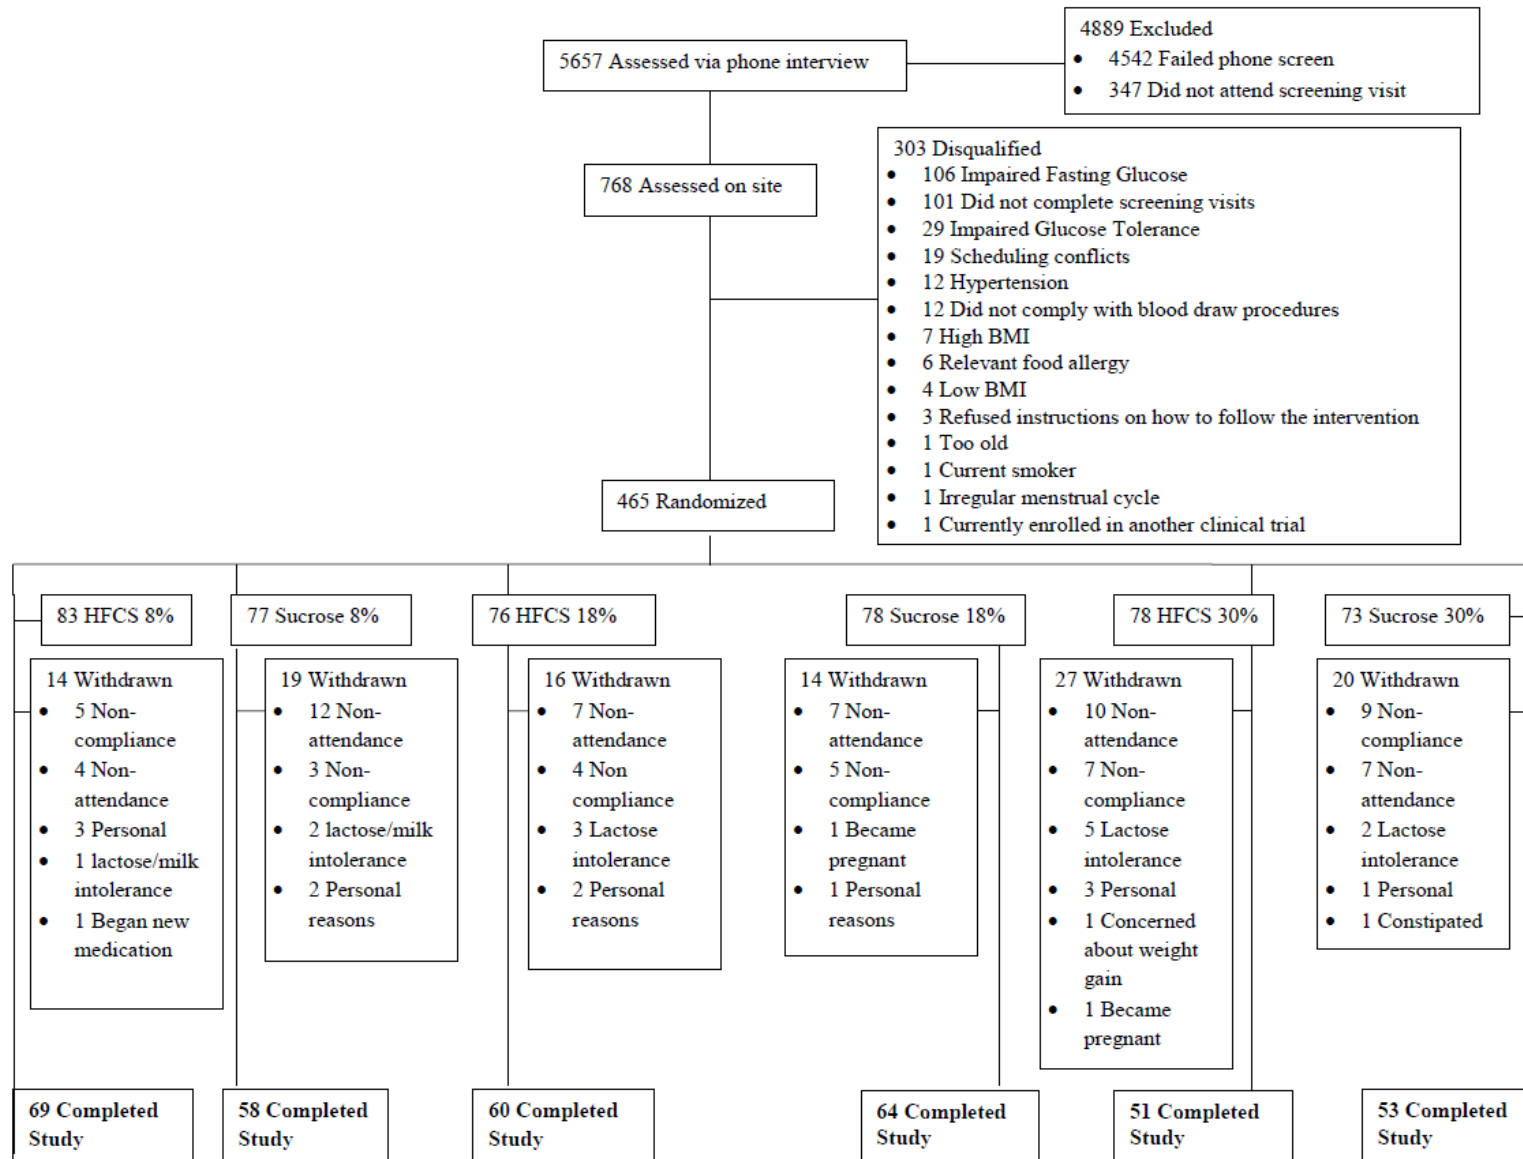 5657 Assessed via phone interview
4889 Excluded
• 4542 Failed phone screen
• 347 Did not attend screening visit
768 Assessed on site
303 Disqualified
• 106 Impaired Fasting Glucose
• 101 Did not complete screening visits
• 29 Impaired Glucose Tolerance
• 19 Scheduling conflicts
• 12 Hypertension
• 12 Did not comply with blood draw procedures
• 7 High BMI
• 6 Relevant food allergy
• 4 Low BMI
• 3 Refused instructions on how to follow the intervention
• 1 Too old
• 1 Current smoker
• 1 Irregular menstrual cycle
• 1 Currently enrolled in another clinical trial
465 Randomized
83 HFCS 8%
77 Sucrose 8%
76 HFCS 18%
78 Sucrose 18%
78 HFCS 30%
73 Sucrose 30%
14 Withdrawn
• 5 Non-
compliance
• 4 Non-
attendance
• 3 Personal
• 1 lactose/milk
intolerance
• 1 Began new
medication
19 Withdrawn
• 12 Non-
attendance
• 3 Non-
compliance
• 2 lactose/milk
intolerance
• 2 Personal
reasons
16 Withdrawn
• 7 Non-
attendance
• 4 Non
compliance
• 3 Lactose
intolerance
• 2 Personal
reasons
14 Withdrawn
• 7 Non-
attendance
• 5 Non-
compliance
• 1 Became
pregnant
• 1 Personal
reasons
27 Withdrawn
• 10 Non-
attendance
• 7 Non-
compliance
• 5 Lactose
intolerance
• 3 Personal
• 1 Concerned
about weight
gain
• 1 Became
pregnant
20 Withdrawn
• 9 Non-
compliance
• 7 Non-
attendance
• 2 Lactose
intolerance
• 1 Personal
• 1 Constipated
69 Completed
Study
58 Completed
Study
60 Completed
Study
64 Completed
Study
51 Completed
Study
53 Completed
Study